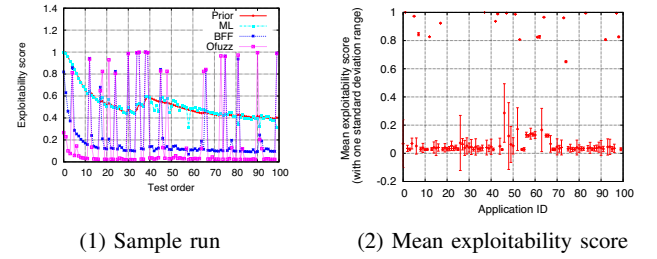 1.4
1.2
1
0.8
0.6
0.4
0.2
0
Exploitability score
Prior
ML
BFF
Ofuzz
0 10 20 30 40 50 60 70 80 90 100
Test order
(1) Sample run
1
0.8
0.6
0.4
0.2
0
-0.2
Mean exploitability score
(with one standard deviation range)
0 10 20 30 40 50 60 70 80 90 100
Application ID
(2) Mean exploitability score